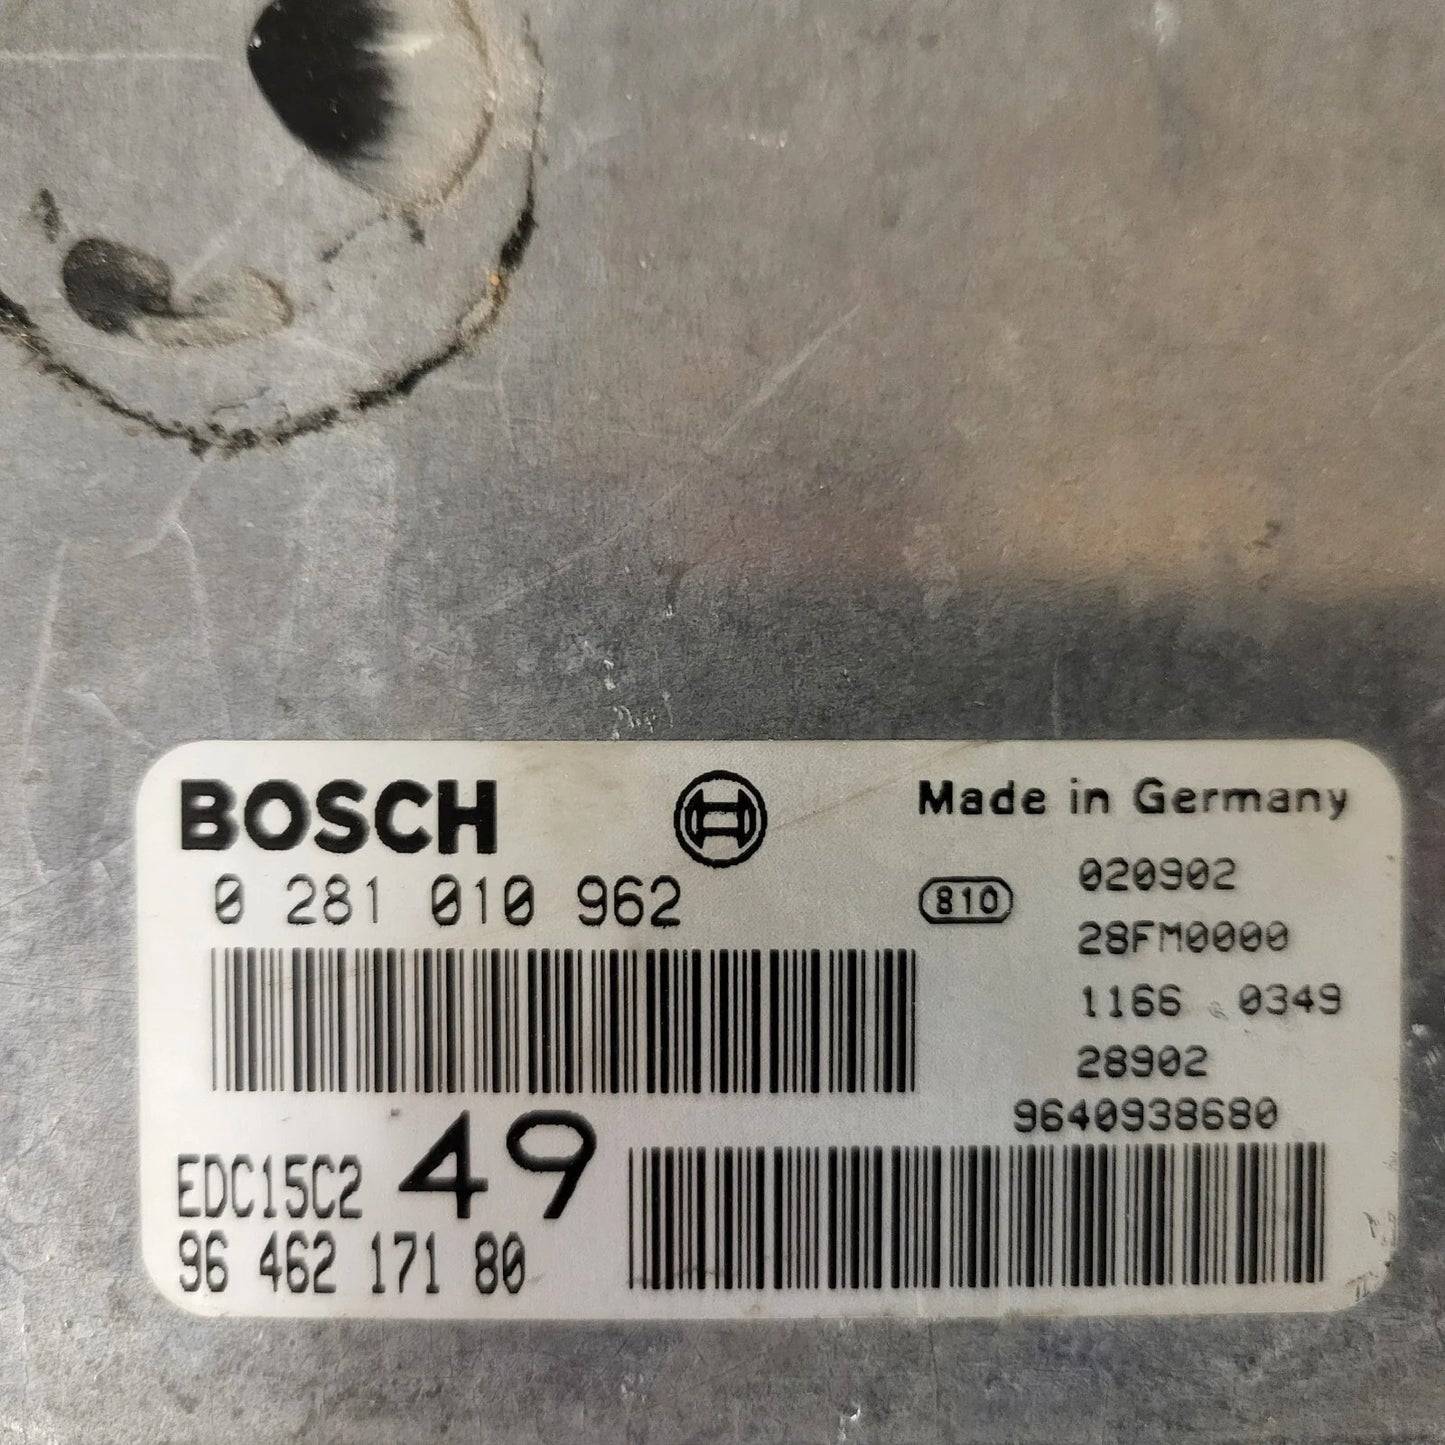 BOSCH
Made in Germany
0 281 010 962
810
020902
28FM0000
1166 0349
28902
9640938680
EDC15C2 49
96 462 171 80